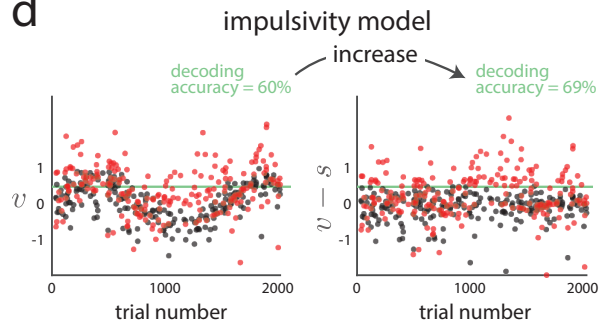 d
impulsivity model
increase
decoding
accuracy = 60%
decoding
accuracy = 69%
v
1
0
-1
0
1000
2000
trial number
v − s
1
0
-1
0
1000
2000
trial number